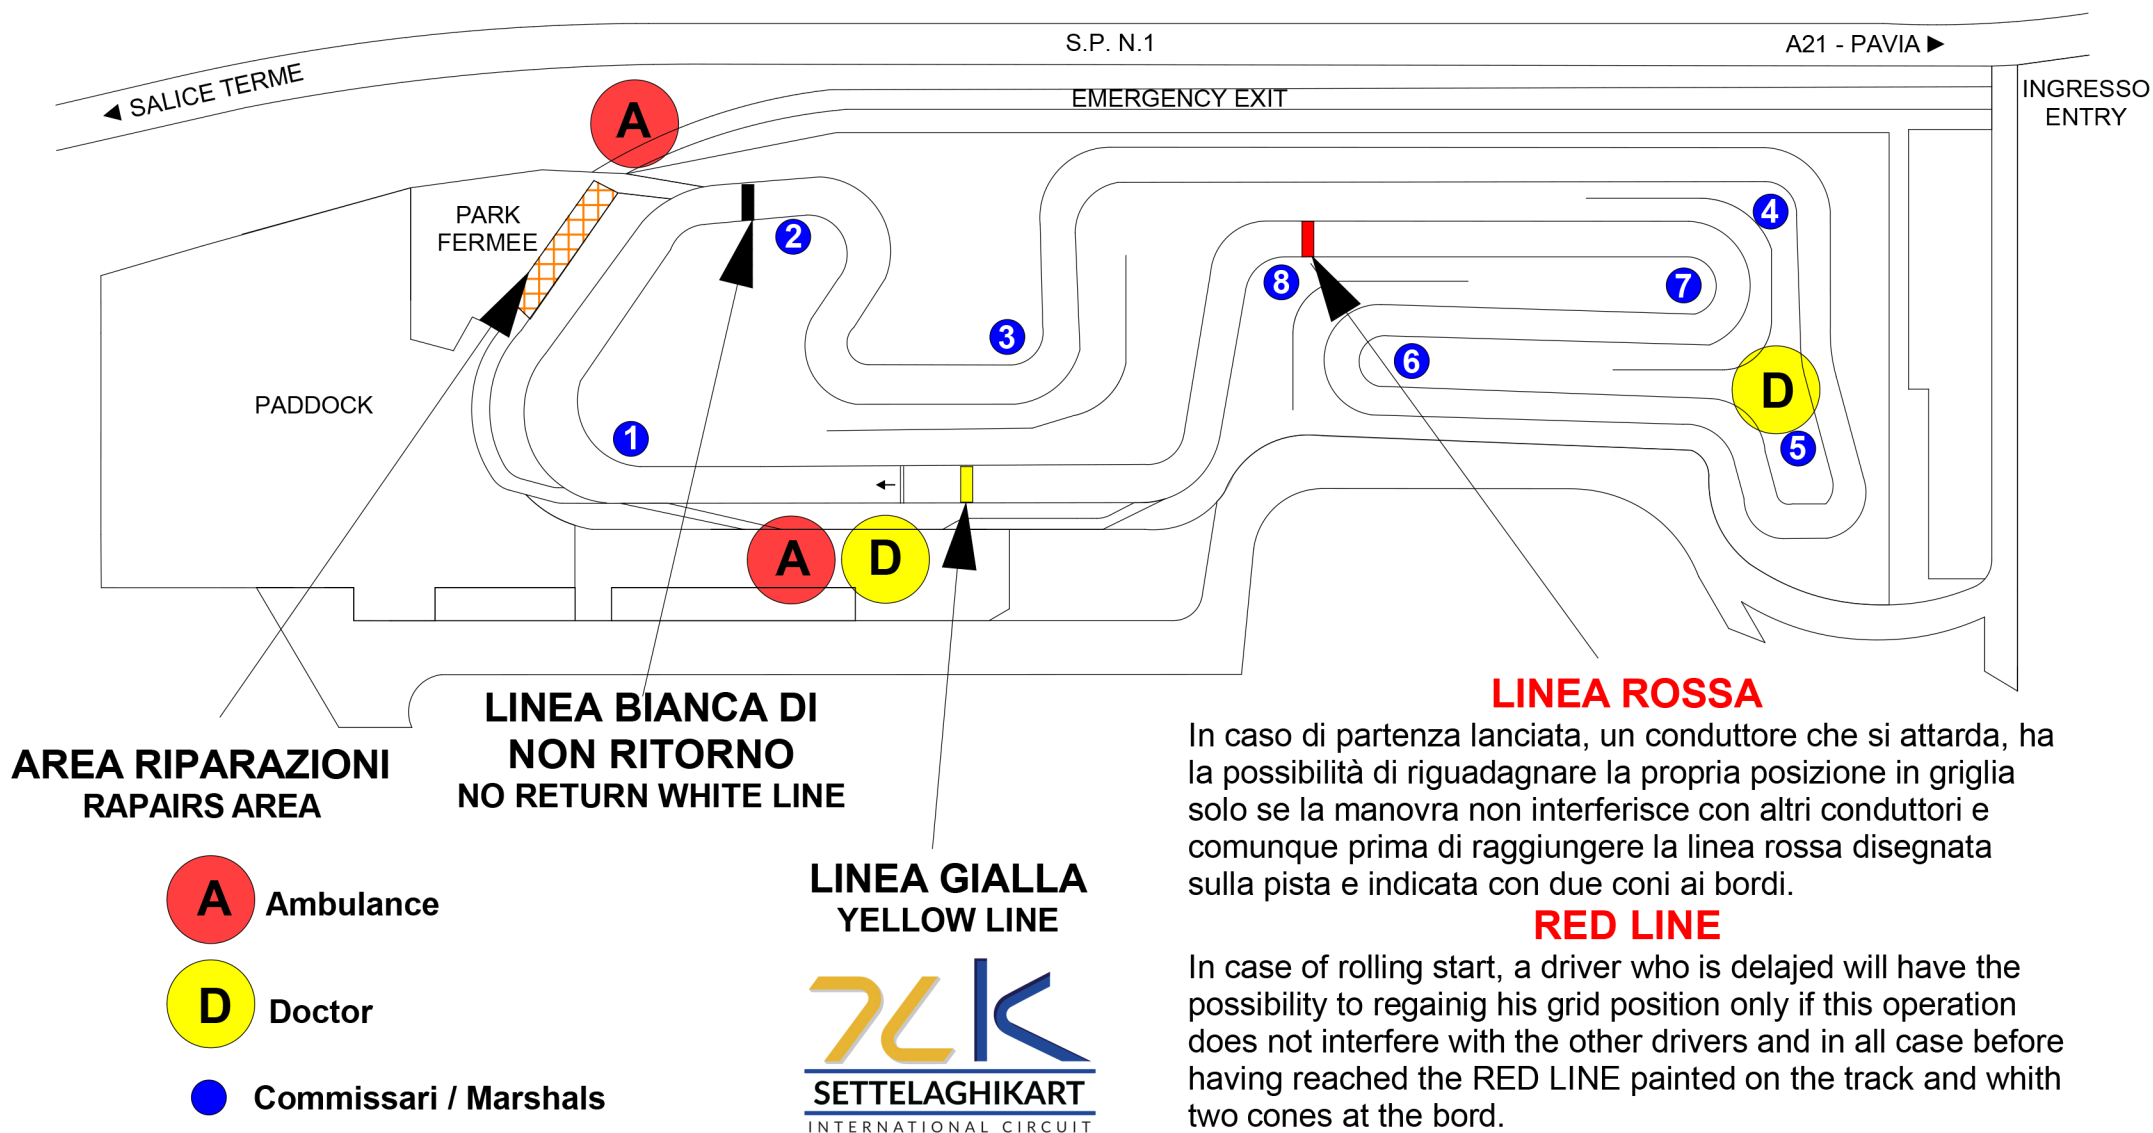 S.P. N.1
A21 - PAVIA
SALICE TERME
INGRESSO
ENTRY
EMERGENCY EXIT
A
PARK
FERMEE
PADDOCK
1
2
3
4
5
6
7
8
D
A
D
LINEA BIANCA DI
NON RITORNO
NO RETURN WHITE LINE
AREA RIPARAZIONI
RAPAIRS AREA
LINEA GIALLA
YELLOW LINE
A Ambulance
D Doctor
Commissari / Marshals
7LK
SETTELAGHIKART
INTERNATIONAL CIRCUIT
LINEA ROSSA
In caso di partenza lanciata, un conduttore che si attarda, ha
la possibilità di riguadagnare la propria posizione in griglia
solo se la manovra non interferisce con altri conduttori e
comunque prima di raggiungere la linea rossa disegnata
sulla pista e indicata con due coni ai bordi.
RED LINE
In case of rolling start, a driver who is delajed will have the
possibility to regainig his grid position only if this operation
does not interfere with the other drivers and in all case before
having reached the RED LINE painted on the track and whith
two cones at the bord.